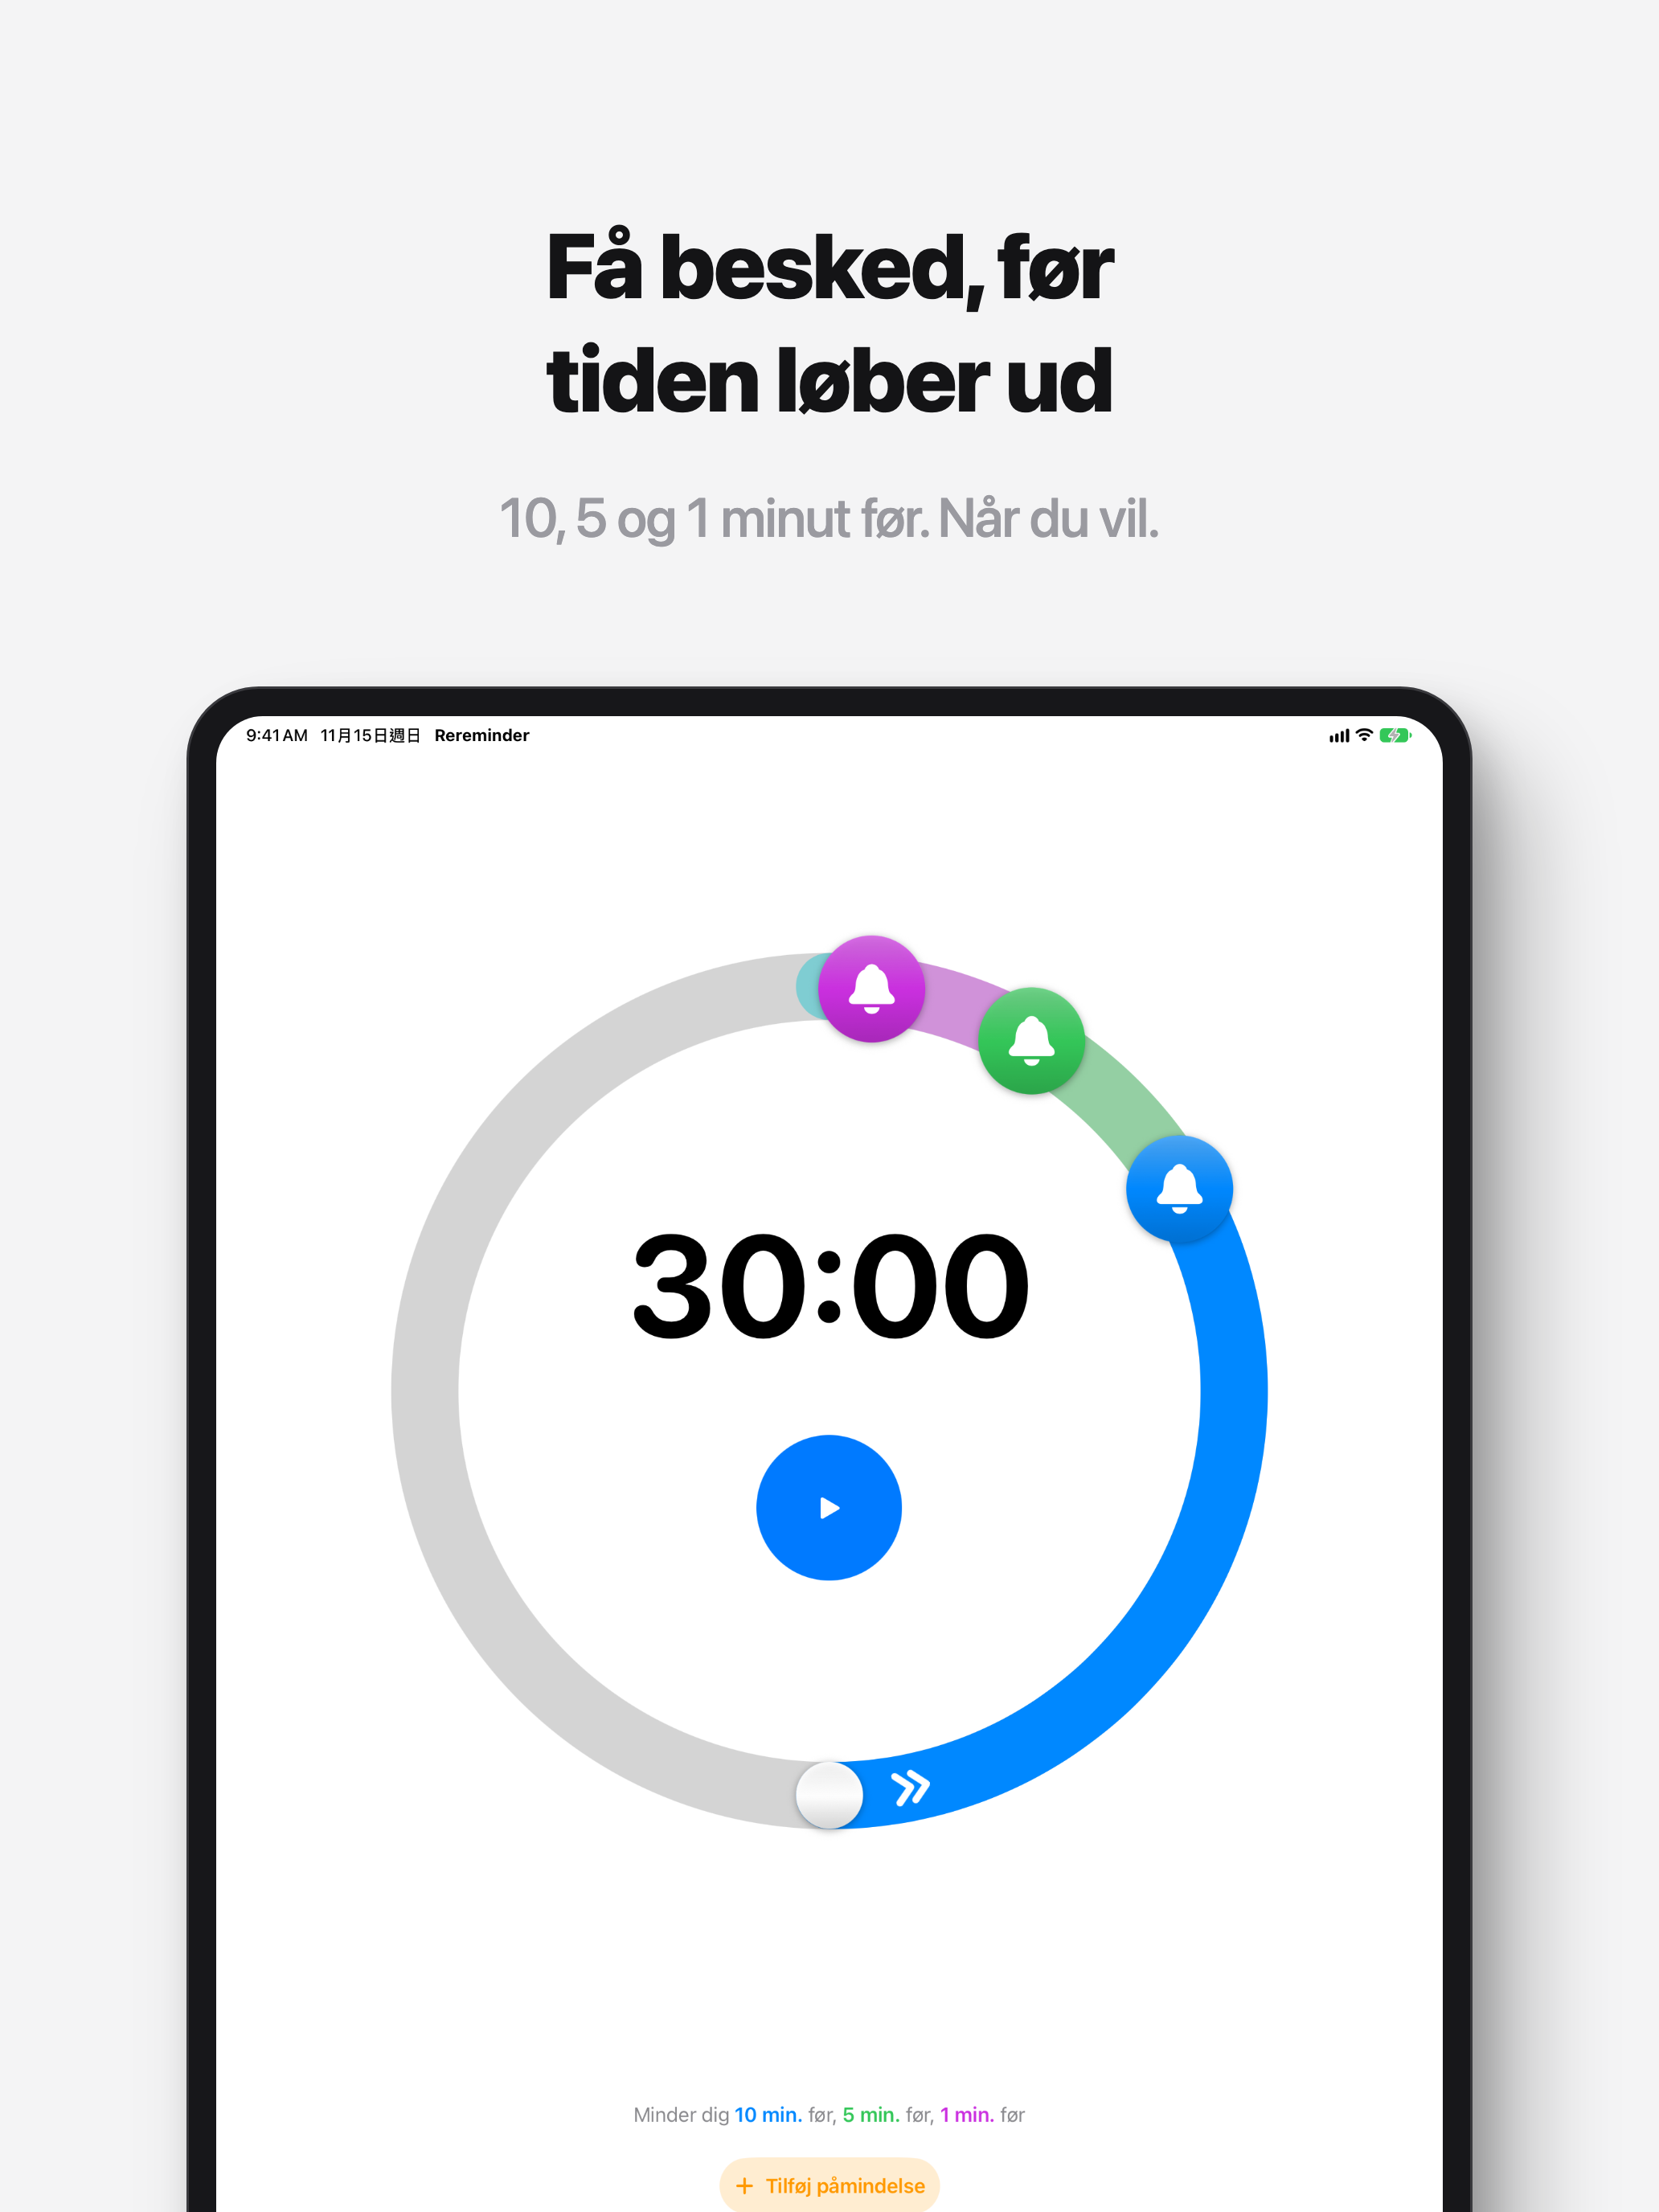 Få besked, før
tiden løber ud
10, 5 og 1 minut før. Når du vil.
9:41 AM 11月15日週日 Rereminder
30:00
Minder dig 10 min. før, 5 min. før, 1 min. før
+ Tilføj påmindelse